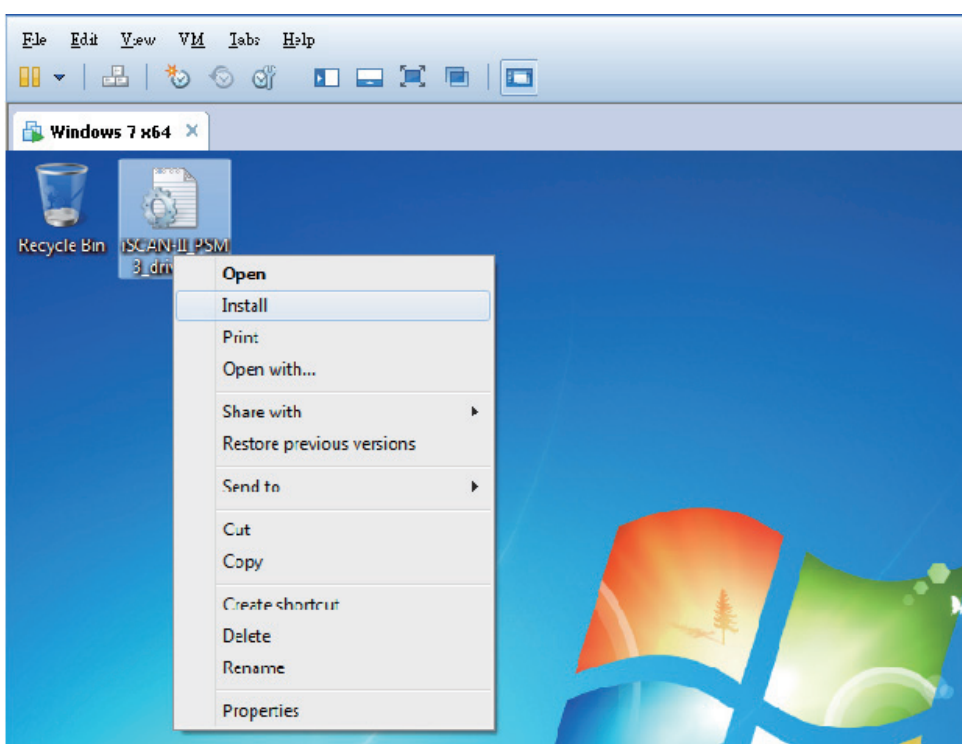 File Edit View VM Tabs Help
Windows 7 x64
Recycle Bin
iSCAN-II_PSM
3_driv
Open
Install
Print
Open with...
Share with
Restore previous versions
Send to
Cut
Copy
Create shortcut
Delete
Rename
Properties